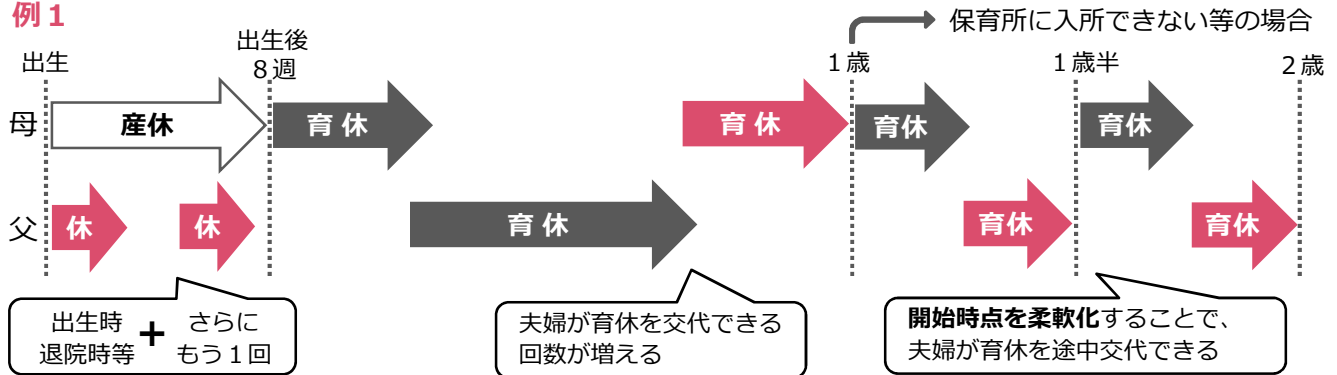 例1
保育所に入所できない等の場合
出生
出生後
8週
1歳
1歳半
2歳
母
産休
育休
育休
育休
育休
父
休
休
育休
育休
育休
出生時
退院時等
+
さらに
もう1回
夫婦が育休を交代できる
回数が増える
開始時点を柔軟化することで、
夫婦が育休を途中交代できる